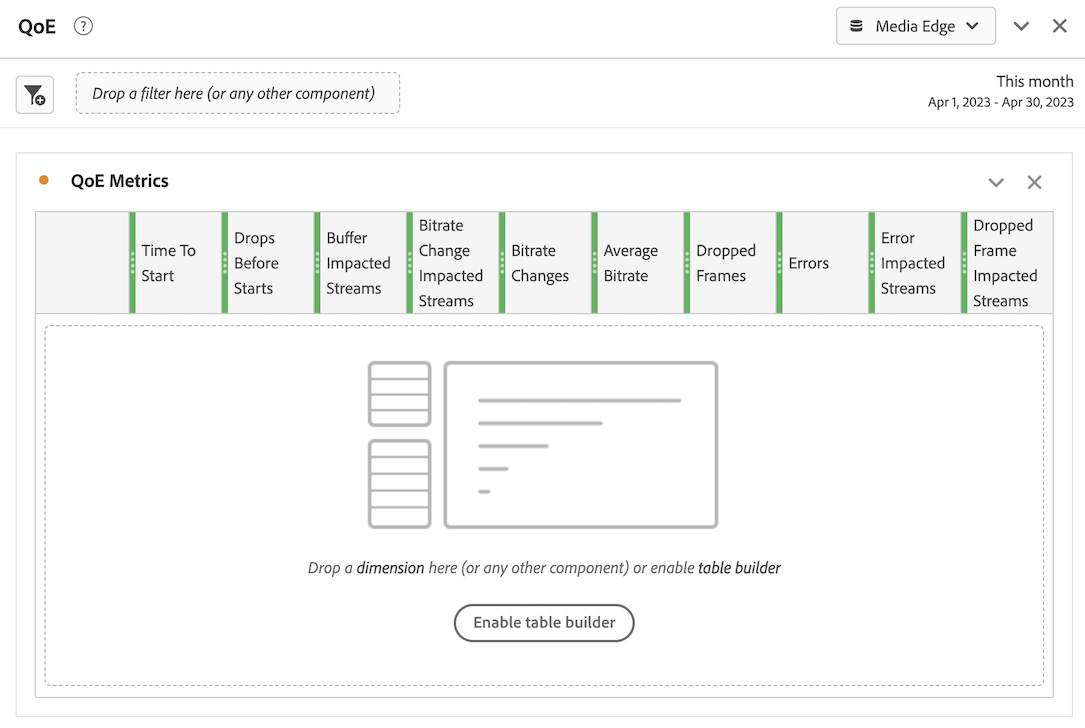 QoE ?
Media Edge
Drop a filter here (or any other component)
This month
Apr 1, 2023 - Apr 30, 2023
QoE Metrics
Time To
Start
Drops
Before
Starts
Buffer
Impacted
Streams
Bitrate
Change
Impacted
Streams
Bitrate
Changes
Average
Bitrate
Dropped
Frames
Errors
Error
Impacted
Streams
Dropped
Frame
Impacted
Streams
Drop a dimension here (or any other component) or enable table builder
Enable table builder